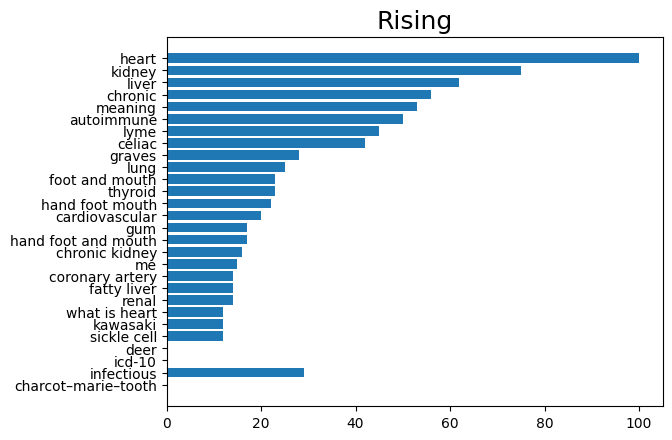 Rising
heart
kidney
liver
chronic
meaning
autoimmune
lyme
celiac
graves
lung
foot and mouth
thyroid
hand foot mouth
cardiovascular
gum
hand foot and mouth
chronic kidney
me
coronary artery
fatty liver
renal
what is heart
kawasaki
sickle cell
deer
icd-10
infectious
charcot–marie–tooth
0 20 40 60 80 100